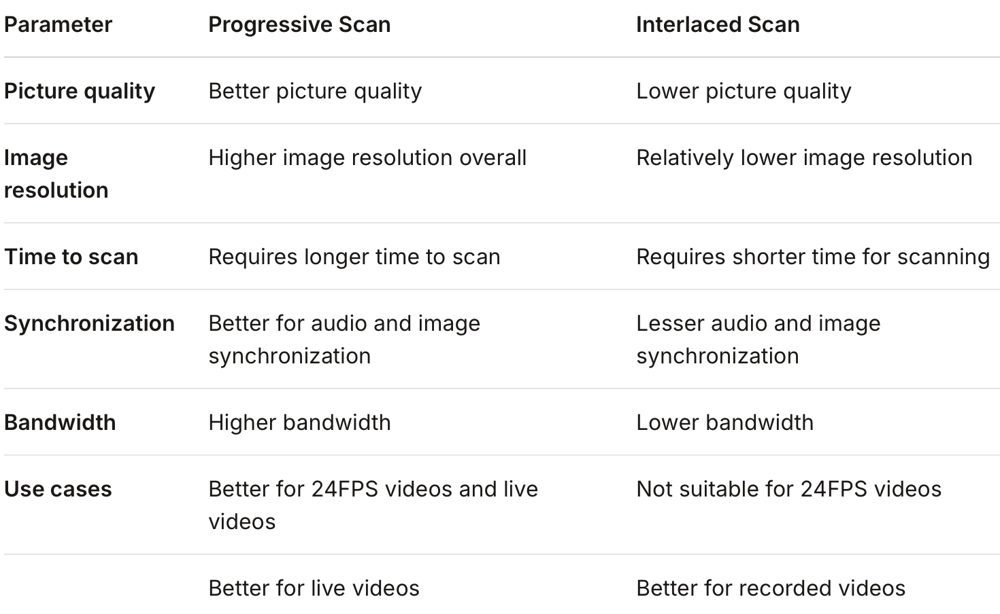 Parameter Progressive Scan Interlaced Scan
Picture quality Better picture quality Lower picture quality
Image Higher image resolution overall Relatively lower image resolution
resolution
Time to scan Requires longer time to scan Requires shorter time for scanning
Synchronization Better for audio and image Lesser audio and image
synchronization synchronization
Bandwidth Higher bandwidth Lower bandwidth
Use cases Better for 24FPS videos and live Not suitable for 24FPS videos
videos
Better for live videos Better for recorded videos